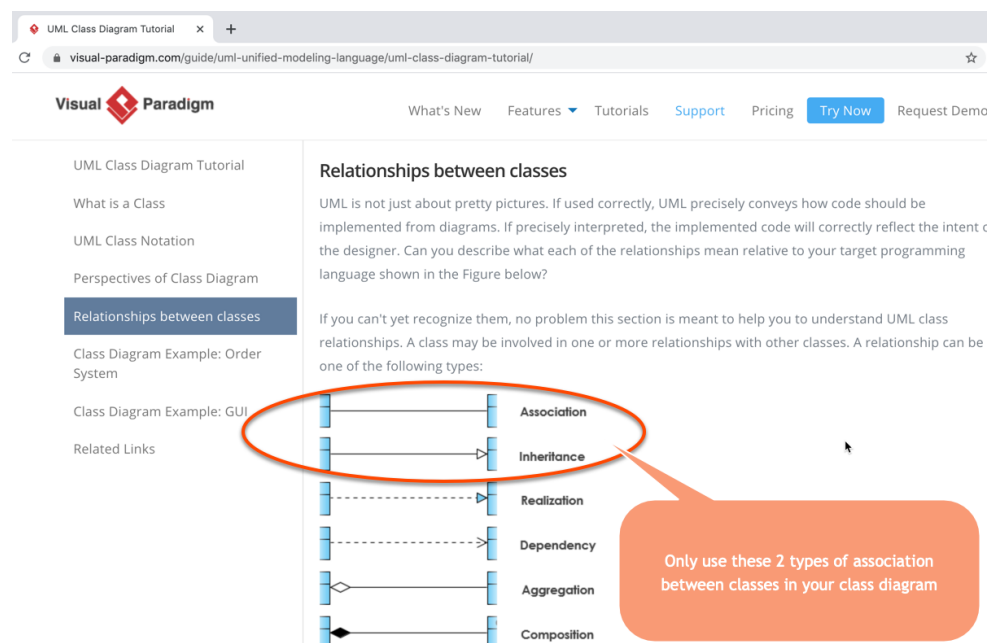 UML Class Diagram Tutorial × +
visual-paradigm.com/guide/uml-unified-modeling-language/uml-class-diagram-tutorial/
Visual Paradigm
What's New Features Tutorials Support Pricing Try Now Request Demo
UML Class Diagram Tutorial
What is a Class
UML Class Notation
Perspectives of Class Diagram
Relationships between classes
Class Diagram Example: Order
System
Class Diagram Example: GUI
Related Links
Relationships between classes
UML is not just about pretty pictures. If used correctly, UML precisely conveys how code should be
implemented from diagrams. If precisely interpreted, the implemented code will correctly reflect the intent
the designer. Can you describe what each of the relationships mean relative to your target programming
language shown in the Figure below?
If you can't yet recognize them, no problem this section is meant to help you to understand UML class
relationships. A class may be involved in one or more relationships with other classes. A relationship can be
one of the following types:
Association
Inheritance
Realization
Dependency
Aggregation
Composition
Only use these 2 types of association
between classes in your class diagram